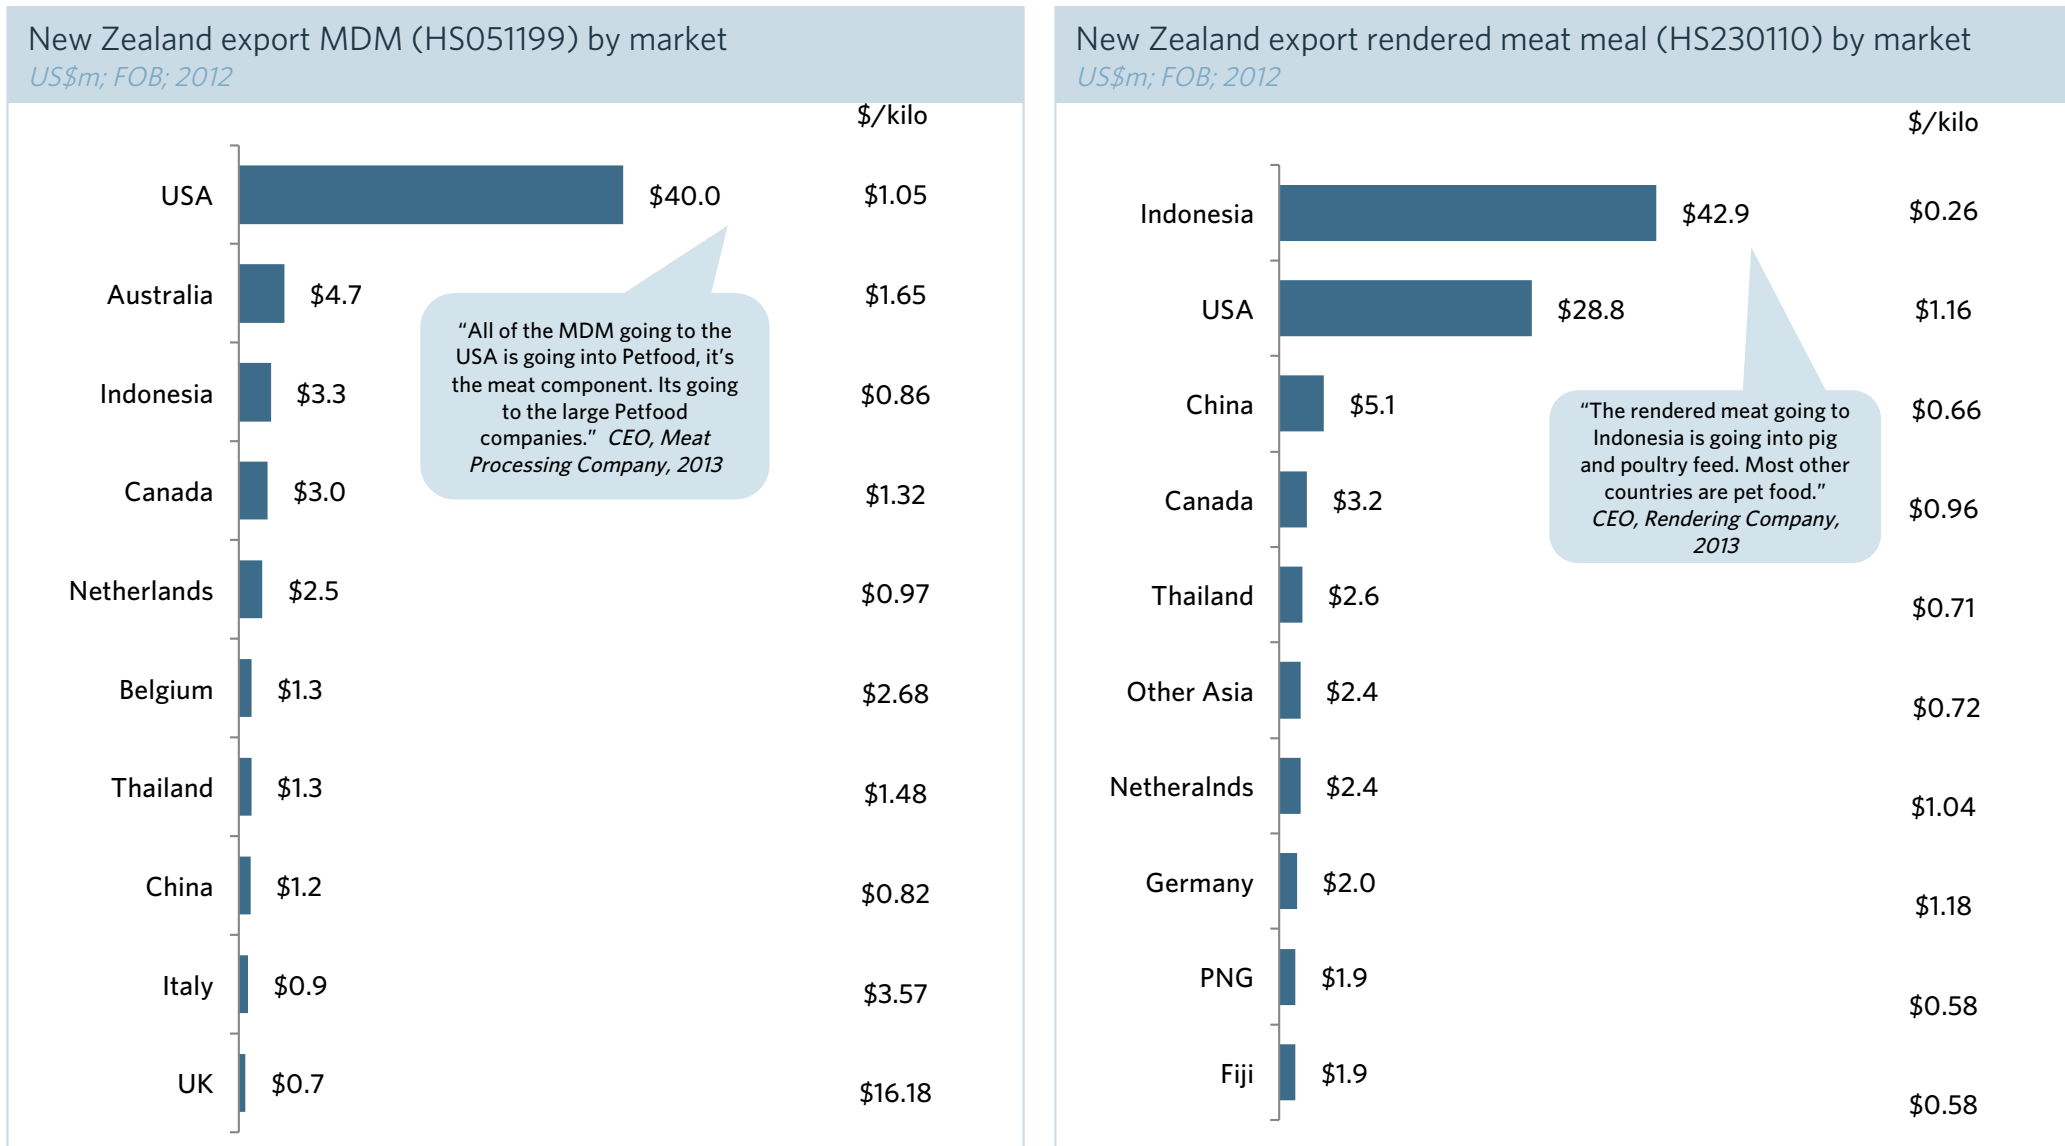 New Zealand export MDM (HS051199) by market
US$m; FOB; 2012
$/kilo
USA $40.0 $1.05
Australia $4.7 $1.65
Indonesia $3.3 $0.86
Canada $3.0 $1.32
Netherlands $2.5 $0.97
Belgium $1.3 $2.68
Thailand $1.3 $1.48
China $1.2 $0.82
Italy $0.9 $3.57
UK $0.7 $16.18
“All of the MDM going to the
USA is going into Petfood, it’s
the meat component. Its going
to the large Petfood
companies.” CEO, Meat
Processing Company, 2013
New Zealand export rendered meat meal (HS230110) by market
US$m; FOB; 2012
$/kilo
Indonesia $42.9 $0.26
USA $28.8 $1.16
China $5.1 $0.66
Canada $3.2 $0.96
Thailand $2.6 $0.71
Other Asia $2.4 $0.72
Netheralnds $2.4 $1.04
Germany $2.0 $1.18
PNG $1.9 $0.58
Fiji $1.9 $0.58
“The rendered meat going to
Indonesia is going into pig
and poultry feed. Most other
countries are pet food.”
CEO, Rendering Company,
2013